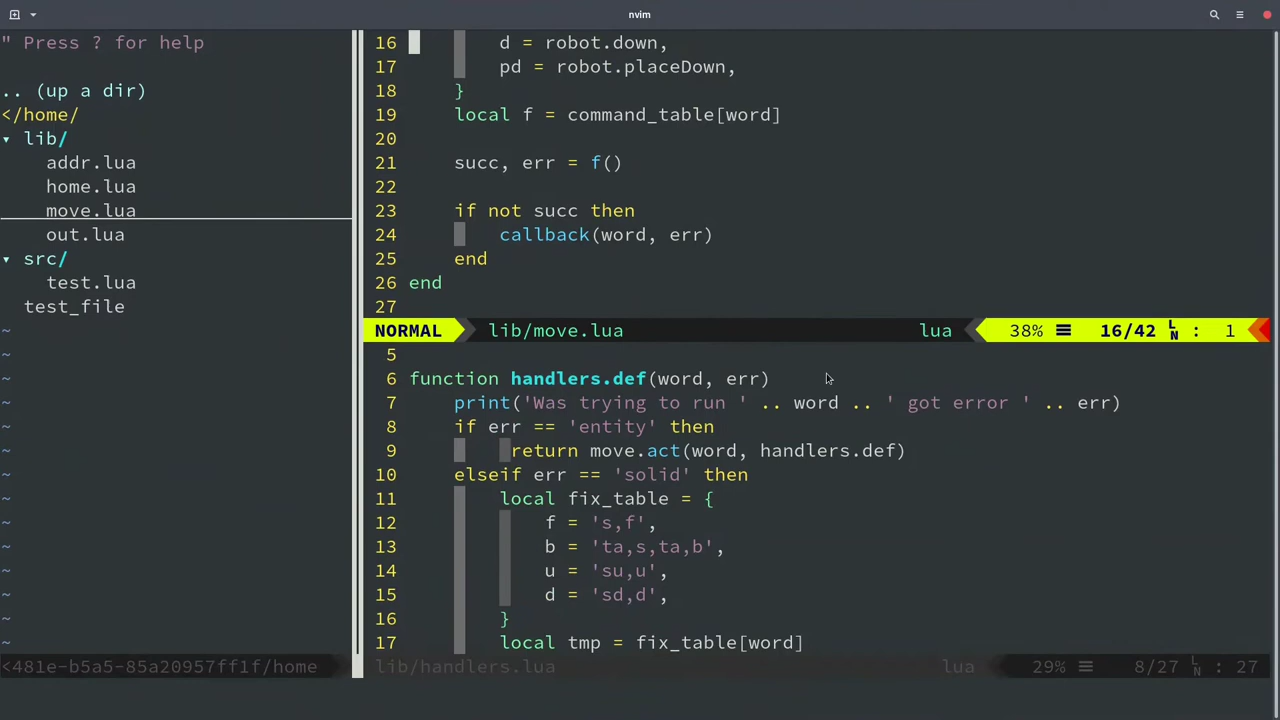 nvim
" Press ? for help
.. (up a dir)
</home/
▾ lib/
addr.lua
home.lua
move.lua
out.lua
▾ src/
test.lua
test_file
~
~
~
~
~
~
~
~
~
~
~
~
~
~
<481e-b5a5-85a20957ff1f/home
16 d = robot.down,
17 pd = robot.placeDown,
18 }
19 local f = command_table[word]
20
21 succ, err = f()
22
23 if not succ then
24 callback(word, err)
25 end
26 end
27
NORMAL lib/move.lua lua 38% ☰ 16/42 LN : 1
5
6 function handlers.def(word, err)
7 print('Was trying to run ' .. word .. ' got error ' .. err)
8 if err == 'entity' then
9 return move.act(word, handlers.def)
10 elseif err == 'solid' then
11 local fix_table = {
12 f = 's,f',
13 b = 'ta,s,ta,b',
14 u = 'su,u',
15 d = 'sd,d',
16 }
17 local tmp = fix_table[word]
lib/handlers.lua lua 29% ☰ 8/27 LN : 27